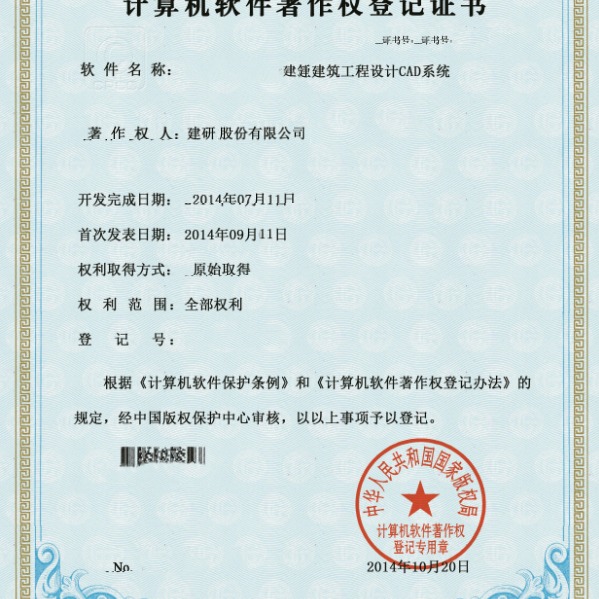 计算机软件著作权登记证书
证书号:
证书号:
软件名称: 建筳建筑工程设计CAD系统
著作权人: 建研股份有限公司
开发完成日期: 2014年07月11日
首次发表日期: 2014年09月11日
权利取得方式: 原始取得
权利范围: 全部权利
登记号:
根据《计算机软件保护条例》和《计算机软件著作权登记办法》的
规定，经中国版权保护中心审核，以以上事项予以登记。
中华人民共和国国家版权局
计算机软件著作权
登记专用章
No.
2014年10月20日